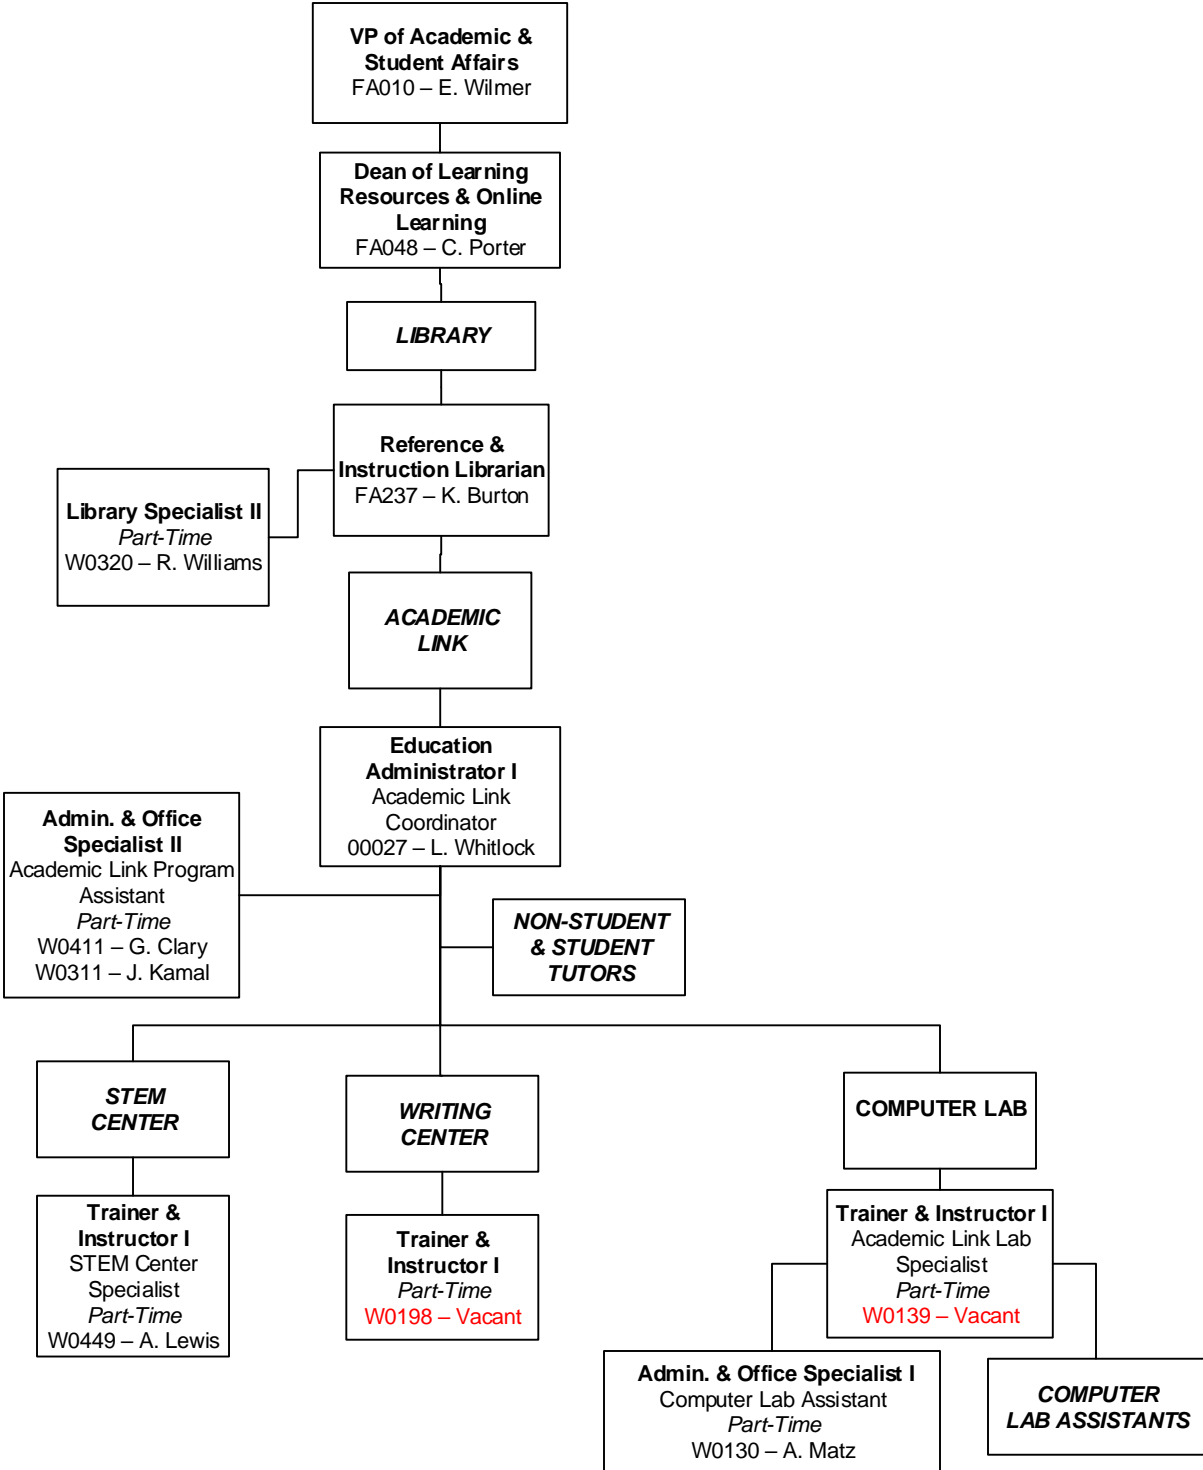 VP of Academic &
Student Affairs
FA010 – E. Wilmer
Dean of Learning
Resources & Online
Learning
FA048 – C. Porter
LIBRARY
Reference &
Instruction Librarian
FA237 – K. Burton
Library Specialist II
Part-Time
W0320 – R. Williams
ACADEMIC
LINK
Education
Administrator I
Academic Link
Coordinator
00027 – L. Whitlock
Admin. & Office
Specialist II
Academic Link Program
Assistant
Part-Time
W0411 – G. Clary
W0311 – J. Kamal
NON-STUDENT
& STUDENT
TUTORS
STEM
CENTER
WRITING
CENTER
COMPUTER LAB
Trainer &
Instructor I
STEM Center
Specialist
Part-Time
W0449 – A. Lewis
Trainer &
Instructor I
Part-Time
W0198 – Vacant
Trainer & Instructor I
Academic Link Lab
Specialist
Part-Time
W0139 – Vacant
Admin. & Office Specialist I
Computer Lab Assistant
Part-Time
W0130 – A. Matz
COMPUTER
LAB ASSISTANTS